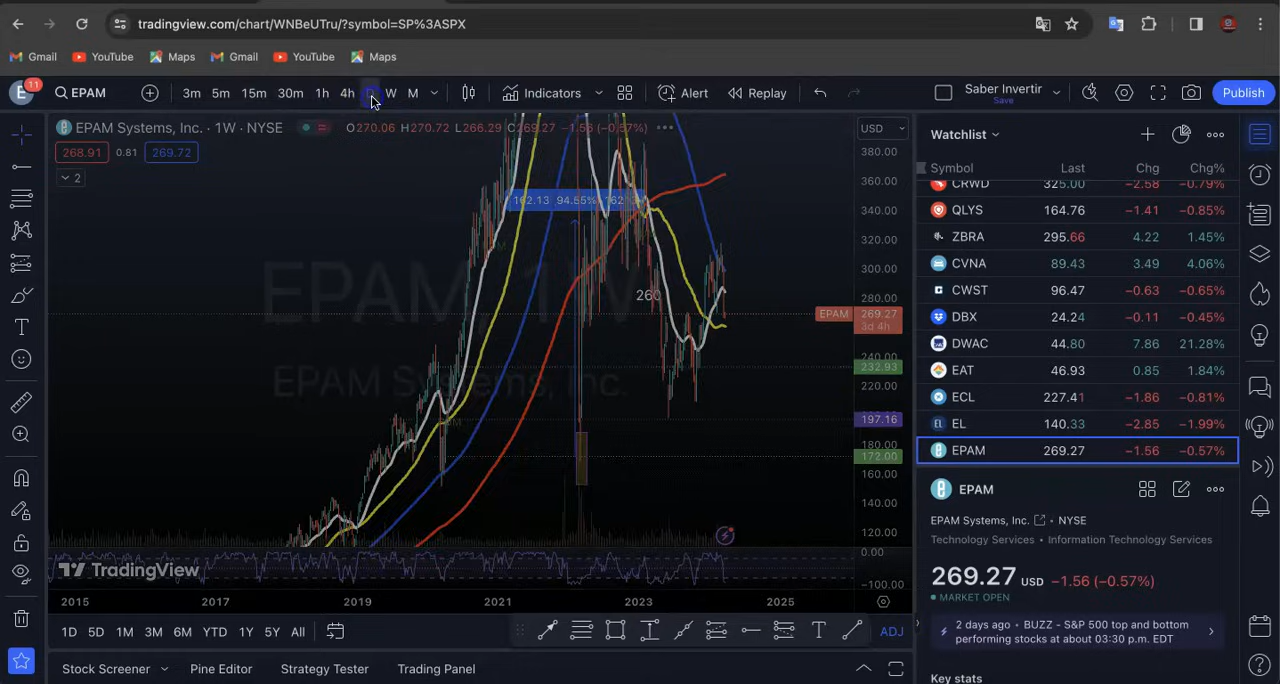 tradingview.com/chart/WNBeUTru/?symbol=SP%3ASPX
Gmail YouTube Maps Gmail YouTube Maps
E 11 EPAM 3m 5m 15m 30m 1h 4h D W M Indicators Alert Replay Saber Invertir Save Publish
EPAM Systems, Inc. · 1W · NYSE O270.06 H270.72 L266.29 C269.27 −1.56 (−0.57%) USD
268.91 0.81 269.72
2
162.13
EPAM, 1W
EPAM Systems, Inc.
260
380.00
360.00
340.00
320.00
300.00
280.00
EPAM 269.27
3d 4h
240.00
232.93
220.00
197.16
180.00
172.00
160.00
140.00
120.00
0.00
−100.00
TradingView
2015 2017 2019 2021 2023 2025
1D 5D 1M 3M 6M YTD 1Y 5Y All ADJ
Stock Screener Pine Editor Strategy Tester Trading Panel
Watchlist
Symbol Last Chg Chg%
CRWD 325.00 −2.58 −0.79%
QLYS 164.76 −1.41 −0.85%
ZBRA 295.66 4.22 1.45%
CVNA 89.43 3.49 4.06%
CWST 96.47 −0.63 −0.65%
DBX 24.24 −0.11 −0.45%
DWAC 44.80 7.86 21.28%
EAT 46.93 0.85 1.84%
ECL 227.41 −1.86 −0.81%
EL 140.33 −2.85 −1.99%
EPAM 269.27 −1.56 −0.57%
EPAM
EPAM Systems, Inc. • NYSE
Technology Services • Information Technology Services
269.27 USD −1.56 (−0.57%)
MARKET OPEN
2 days ago • BUZZ - S&P 500 top and bottom
performing stocks at about 03:30 p.m. EDT
Key stats